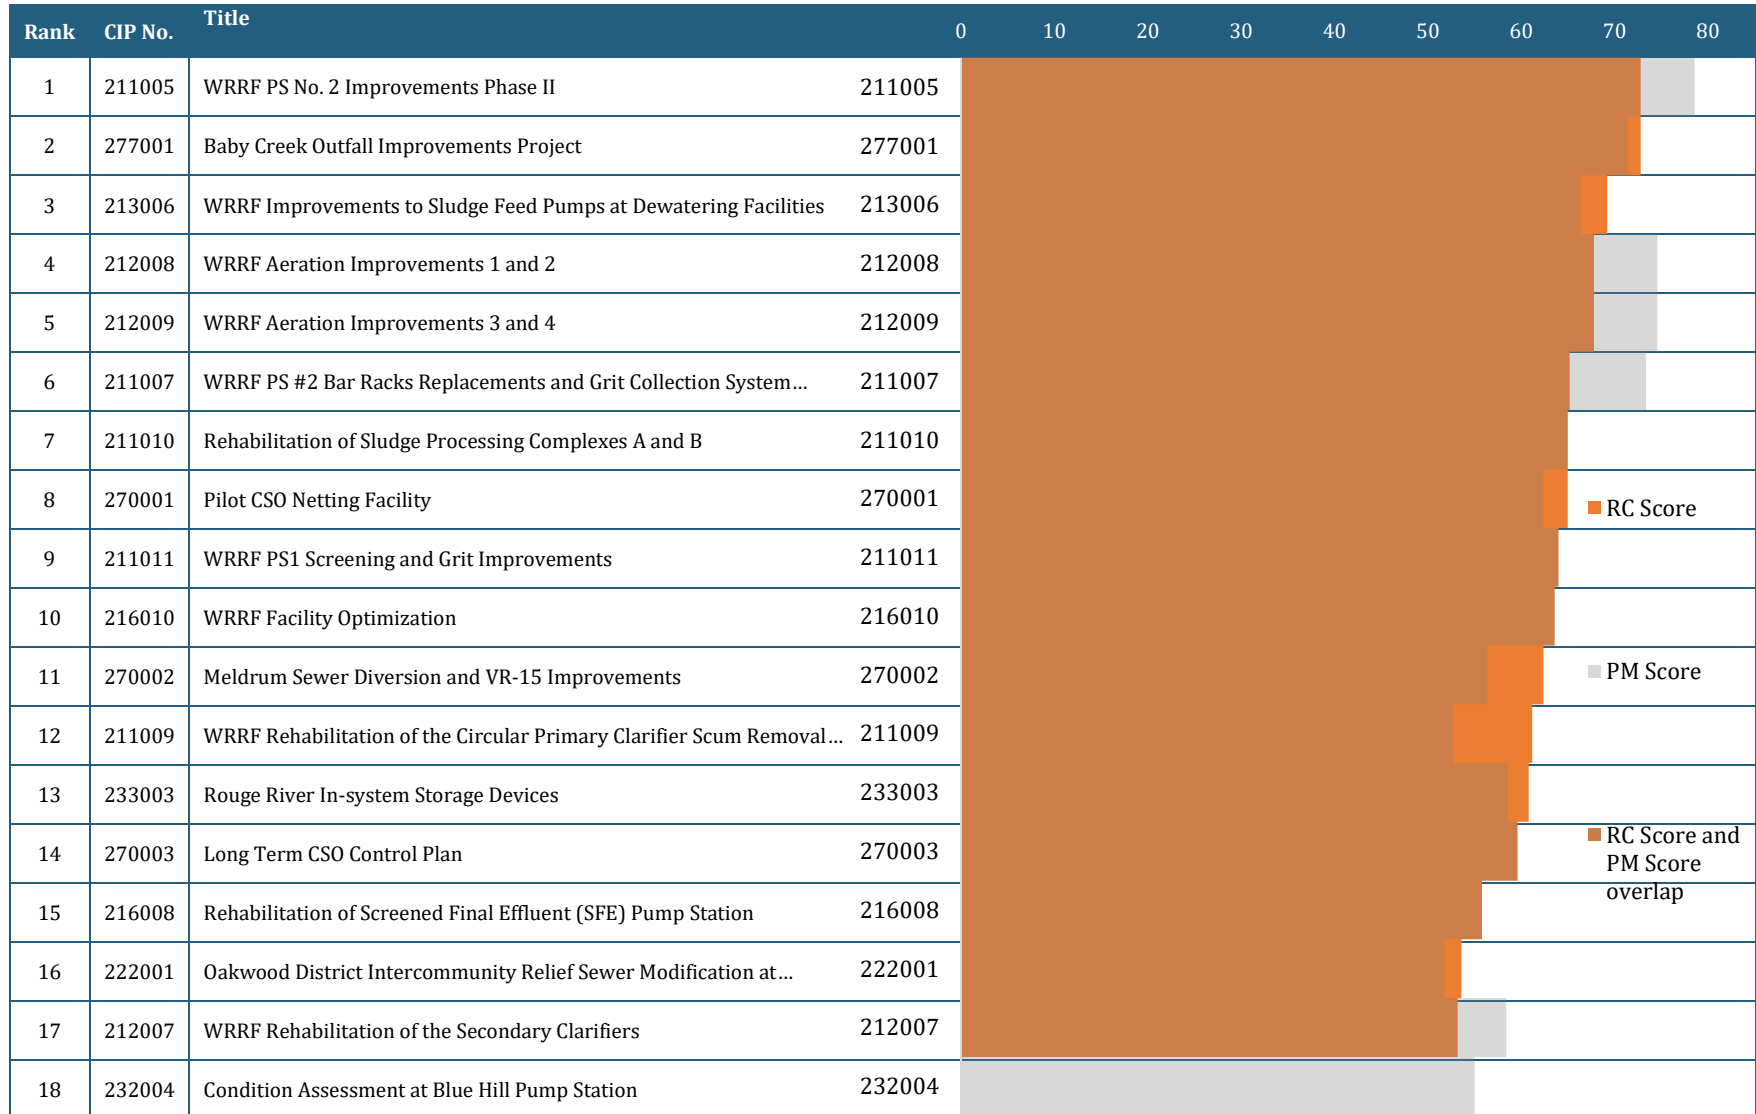 Rank CIP No. Title 0 10 20 30 40 50 60 70 80
1 211005 WRRF PS No. 2 Improvements Phase II 211005
2 277001 Baby Creek Outfall Improvements Project 277001
3 213006 WRRF Improvements to Sludge Feed Pumps at Dewatering Facilities 213006
4 212008 WRRF Aeration Improvements 1 and 2 212008
5 212009 WRRF Aeration Improvements 3 and 4 212009
6 211007 WRRF PS #2 Bar Racks Replacements and Grit Collection System… 211007
7 211010 Rehabilitation of Sludge Processing Complexes A and B 211010
8 270001 Pilot CSO Netting Facility 270001
RC Score
9 211011 WRRF PS1 Screening and Grit Improvements 211011
10 216010 WRRF Facility Optimization 216010
11 270002 Meldrum Sewer Diversion and VR-15 Improvements 270002
PM Score
12 211009 WRRF Rehabilitation of the Circular Primary Clarifier Scum Removal… 211009
13 233003 Rouge River In-system Storage Devices 233003
14 270003 Long Term CSO Control Plan 270003
RC Score and
PM Score
overlap
15 216008 Rehabilitation of Screened Final Effluent (SFE) Pump Station 216008
16 222001 Oakwood District Intercommunity Relief Sewer Modification at… 222001
17 212007 WRRF Rehabilitation of the Secondary Clarifiers 212007
18 232004 Condition Assessment at Blue Hill Pump Station 232004